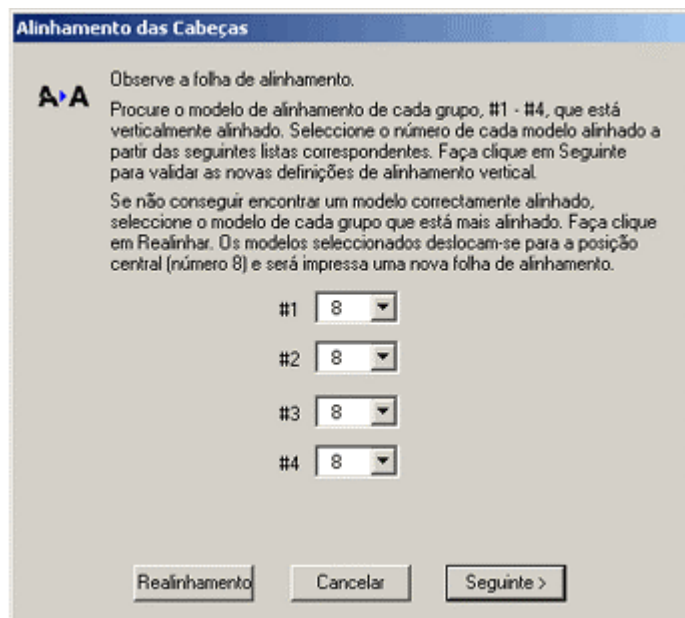 Alinhamento das Cabeças
A A
Observe a folha de alinhamento.
Procure o modelo de alinhamento de cada grupo, #1 - #4, que está
verticalmente alinhado. Seleccione o número de cada modelo alinhado a
partir das seguintes listas correspondentes. Faça clique em Seguinte
para validar as novas definições de alinhamento vertical.
Se não conseguir encontrar um modelo correctamente alinhado,
seleccione o modelo de cada grupo que está mais alinhado. Faça clique
em Realinhar. Os modelos seleccionados deslocam-se para a posição
central (número 8) e será impressa uma nova folha de alinhamento.
#1 8
#2 8
#3 8
#4 8
Realinhamento Cancelar Seguinte >